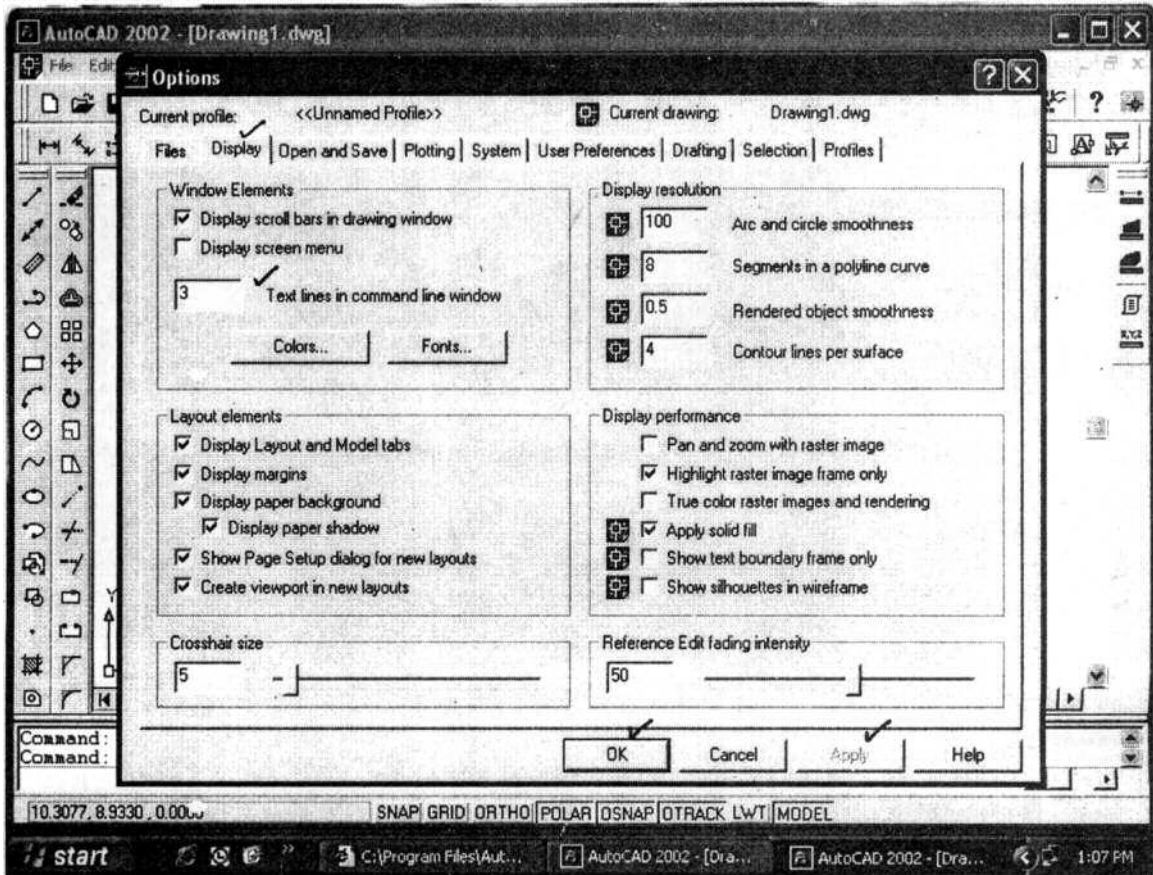 AutoCAD 2002 - [Drawing1.dwg]
File Edit
Options
Current profile: <<Unnamed Profile>> Current drawing: Drawing1.dwg
Files Display Open and Save Plotting System User Preferences Drafting Selection Profiles
Window Elements
Display scroll bars in drawing window
Display screen menu
3 Text lines in command line window
Colors... Fonts...
Display resolution
100 Arc and circle smoothness
8 Segments in a polyline curve
0.5 Rendered object smoothness
4 Contour lines per surface
Layout elements
Display Layout and Model tabs
Display margins
Display paper background
Display paper shadow
Show Page Setup dialog for new layouts
Create viewport in new layouts
Display performance
Pan and zoom with raster image
Highlight raster image frame only
True color raster images and rendering
Apply solid fill
Show text boundary frame only
Show silhouettes in wireframe
Crosshair size
5
Reference Edit fading intensity
50
OK Cancel Apply Help
Y
Command:
Command:
10.3077, 8.9330 SNAP GRID ORTHO POLAR OSNAP OTRACK LWT MODEL
start C:\Program Files\Aut... AutoCAD 2002 - [Dra... AutoCAD 2002 - [Dra... 1:07 PM